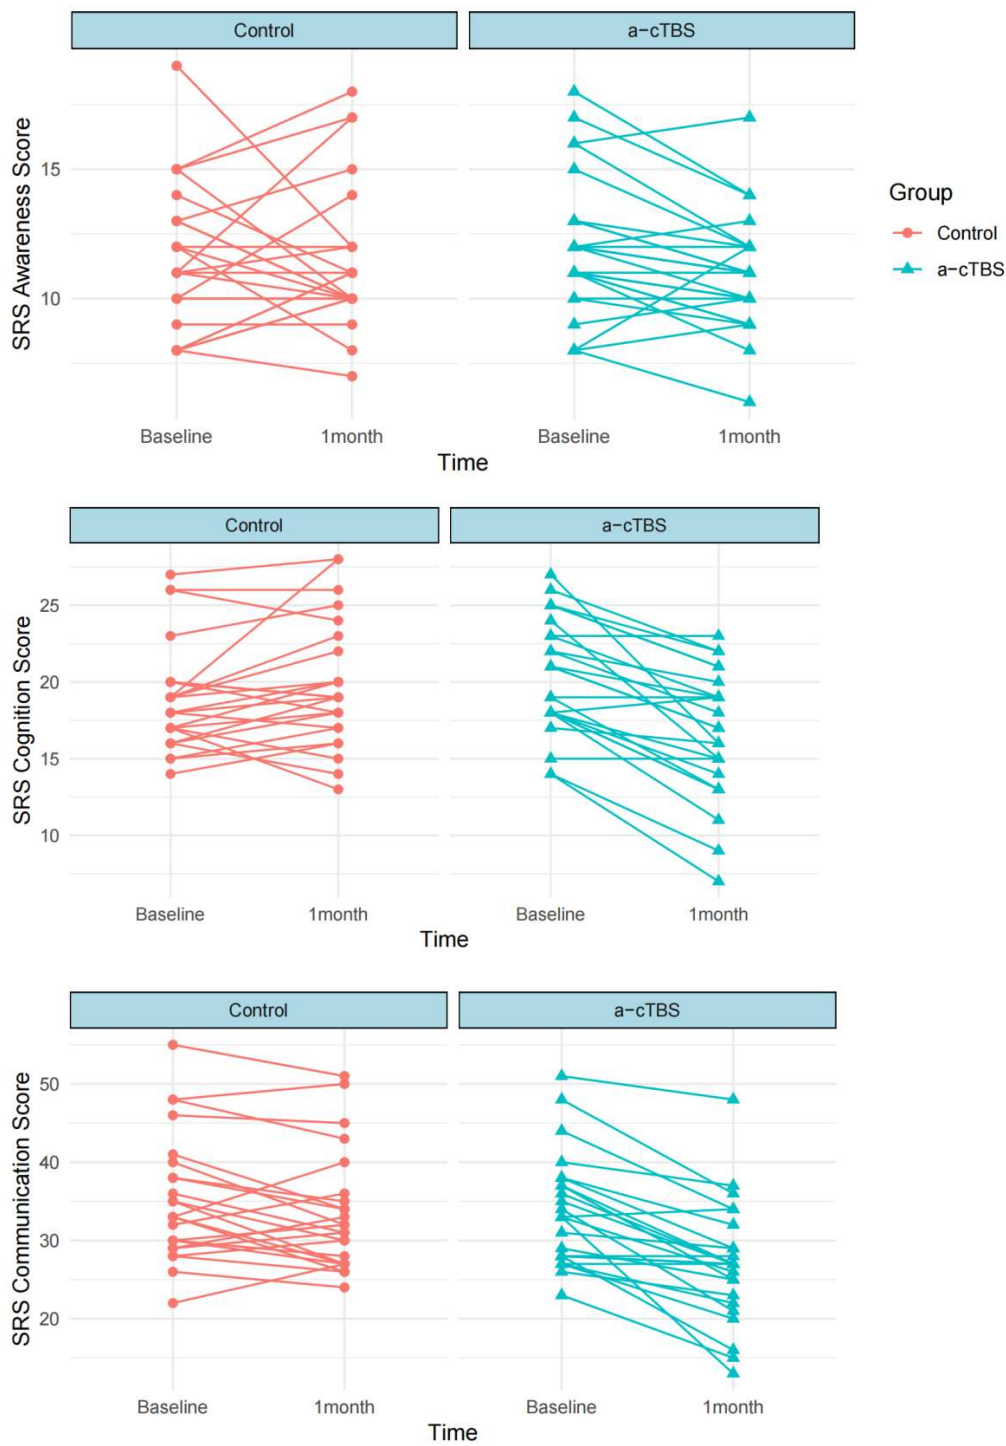 Control a−cTBS
SRS Awareness Score
15
10
Baseline 1month Baseline 1month
Time
Group
Control
a−cTBS
Control a−cTBS
SRS Cognition Score
25
20
15
10
Baseline 1month Baseline 1month
Time
Control a−cTBS
SRS Communication Score
50
40
30
20
Baseline 1month Baseline 1month
Time